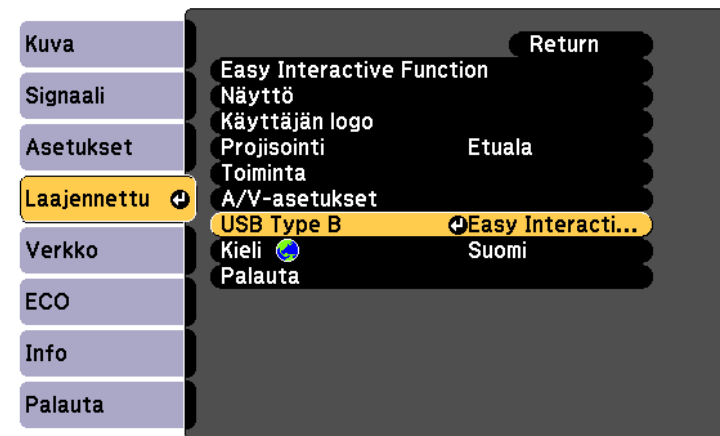 Kuva
Signaali
Asetukset
Laajennettu
Verkko
ECO
Info
Palauta
Return
Easy Interactive Function
Näyttö
Käyttäjän logo
Projisointi Etuala
Toiminta
A/V-asetukset
USB Type B Easy Interacti...
Kieli Suomi
Palauta